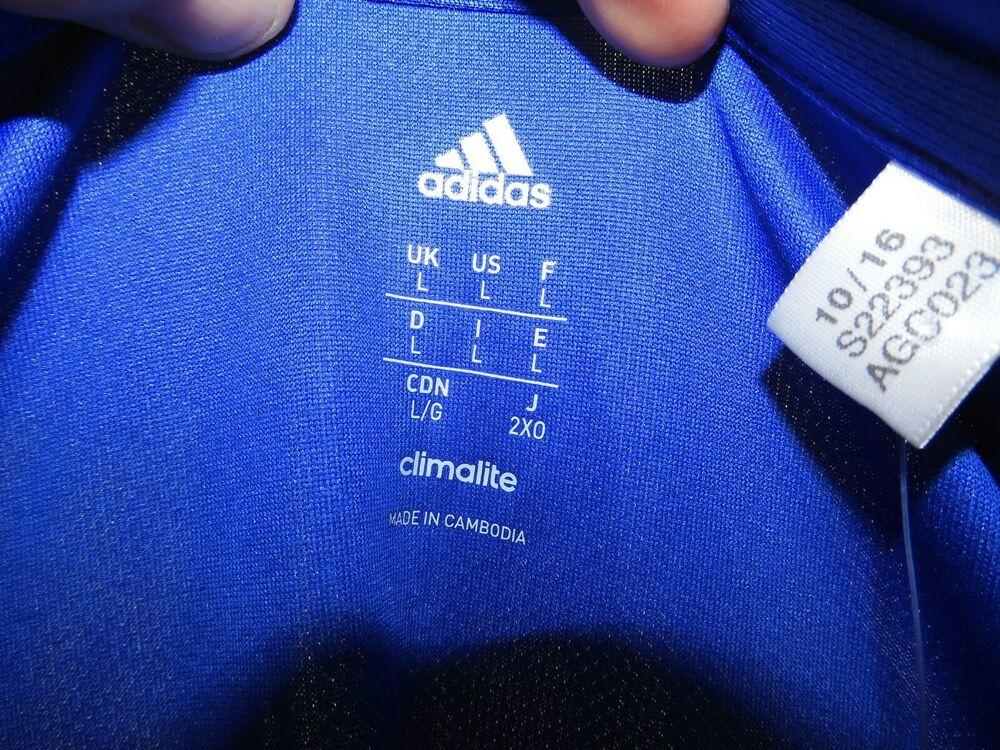 adidas
UK US F
L L L
D I E
L L L
CDN J
L/G 2XO
climalite
MADE IN CAMBODIA
10/16
S22393
AGC023